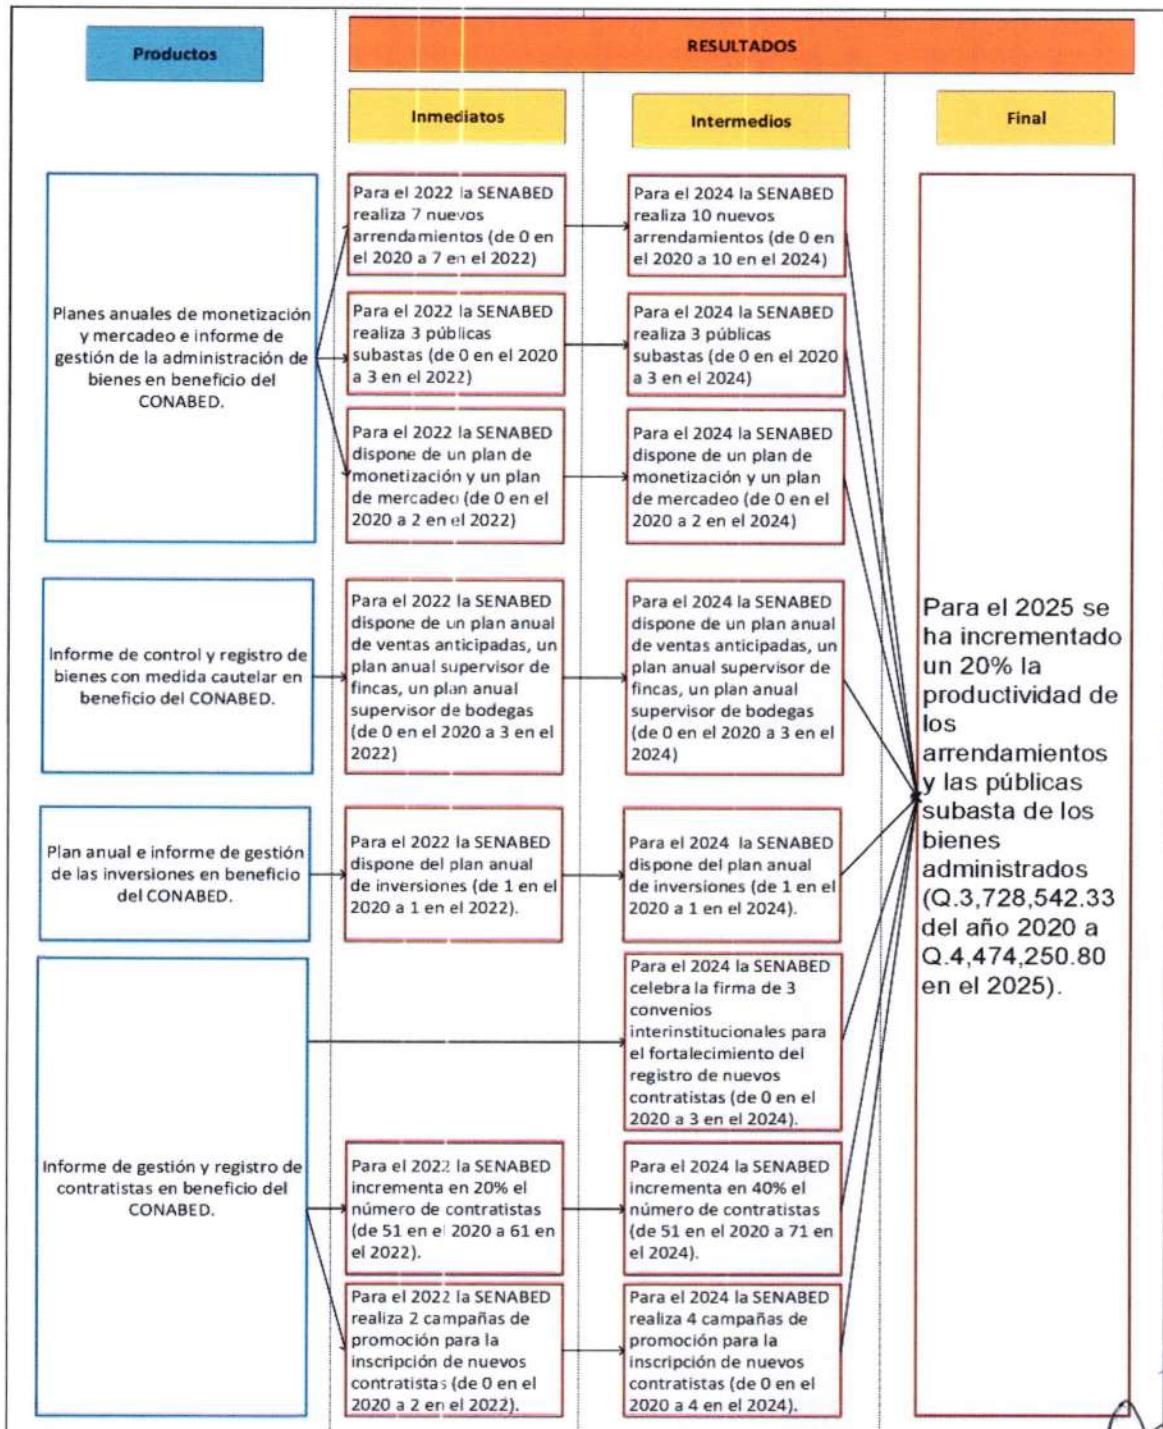 Productos
RESULTADOS
Inmediatos
Intermedios
Final
Planes anuales de monetización
y mercadeo e informe de
gestión de la administración de
bienes en beneficio del
CONABED.
Para el 2022 la SENABED
realiza 7 nuevos
arrendamientos (de 0 en
el 2020 a 7 en el 2022)
Para el 2024 la SENABED
realiza 10 nuevos
arrendamientos (de 0 en
el 2020 a 10 en el 2024)
Para el 2022 la SENABED
realiza 3 públicas
subastas (de 0 en el 2020
a 3 en el 2022)
Para el 2024 la SENABED
realiza 3 públicas
subastas (de 0 en el 2020
a 3 en el 2024)
Para el 2022 la SENABED
dispone de un plan de
monetización y un plan
de mercadeo (de 0 en el
2020 a 2 en el 2022)
Para el 2024 la SENABED
dispone de un plan de
monetización y un plan
de mercadeo (de 0 en el
2020 a 2 en el 2024)
Informe de control y registro de
bienes con medida cautelar en
beneficio del CONABED.
Para el 2022 la SENABED
dispone de un plan anual
de ventas anticipadas, un
plan anual supervisor de
fincas, un plan anual
supervisor de bodegas
(de 0 en el 2020 a 3 en el
2022)
Para el 2024 la SENABED
dispone de un plan anual
de ventas anticipadas, un
plan anual supervisor de
fincas, un plan anual
supervisor de bodegas
(de 0 en el 2020 a 3 en el
2024)
Plan anual e informe de gestión
de las inversiones en beneficio
del CONABED.
Para el 2022 la SENABED
dispone del plan anual
de inversiones (de 1 en el
2020 a 1 en el 2022).
Para el 2024 la SENABED
dispone del plan anual
de inversiones (de 1 en el
2020 a 1 en el 2024).
Informe de gestión y registro de
contratistas en beneficio del
CONABED.
Para el 2024 la SENABED
celebra la firma de 3
convenios
interinstitucionales para
el fortalecimiento del
registro de nuevos
contratistas (de 0 en el
2020 a 3 en el 2024).
Para el 2022 la SENABED
incrementa en 20% el
número de contratistas
(de 51 en el 2020 a 61 en
el 2022).
Para el 2024 la SENABED
incrementa en 40% el
número de contratistas
(de 51 en el 2020 a 71 en el
2024).
Para el 2022 la SENABED
realiza 2 campañas de
promoción para la
inscripción de nuevos
contratistas (de 0 en el
2020 a 2 en el 2022).
Para el 2024 la SENABED
realiza 4 campañas de
promoción para la
inscripción de nuevos
contratistas (de 0 en el
2020 a 4 en el 2024).
Para el 2025 se
ha incrementado
un 20% la
productividad de
los
arrendamientos
y las públicas
subasta de los
bienes
administrados
(Q.3,728,542.33
del año 2020 a
Q.4,474,250.80
en el 2025).